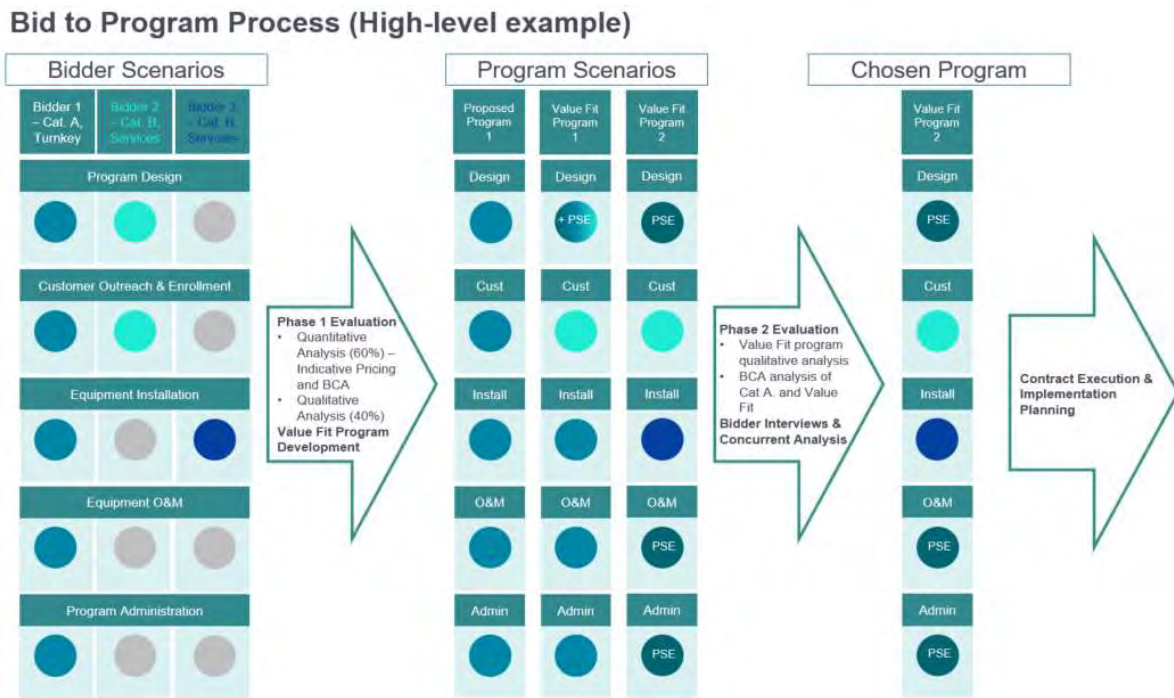 Bid to Program Process (High-level example)
Bidder Scenarios
Bidder 1
– Cat. A,
Turnkey
Bidder 2
– Cat. B,
Services
Bidder 3
– Cat. B,
Services
Program Design
Customer Outreach & Enrollment
Equipment Installation
Equipment O&M
Program Administration
Phase 1 Evaluation
• Quantitative
Analysis (60%) –
Indicative Pricing
and BCA
• Qualitative
Analysis (40%)
Value Fit Program
Development
Program Scenarios
Proposed
Program
1
Value Fit
Program
1
Value Fit
Program
2
Design
Design
Design
+ PSE
PSE
Cust
Cust
Cust
Install
Install
Install
O&M
O&M
O&M
PSE
Admin
Admin
Admin
PSE
Phase 2 Evaluation
• Value Fit program
qualitative analysis
• BCA analysis of
Cat A. and Value
Fit
Bidder Interviews &
Concurrent Analysis
Chosen Program
Value Fit
Program
2
Design
PSE
Cust
Install
O&M
PSE
Admin
PSE
Contract Execution &
Implementation
Planning